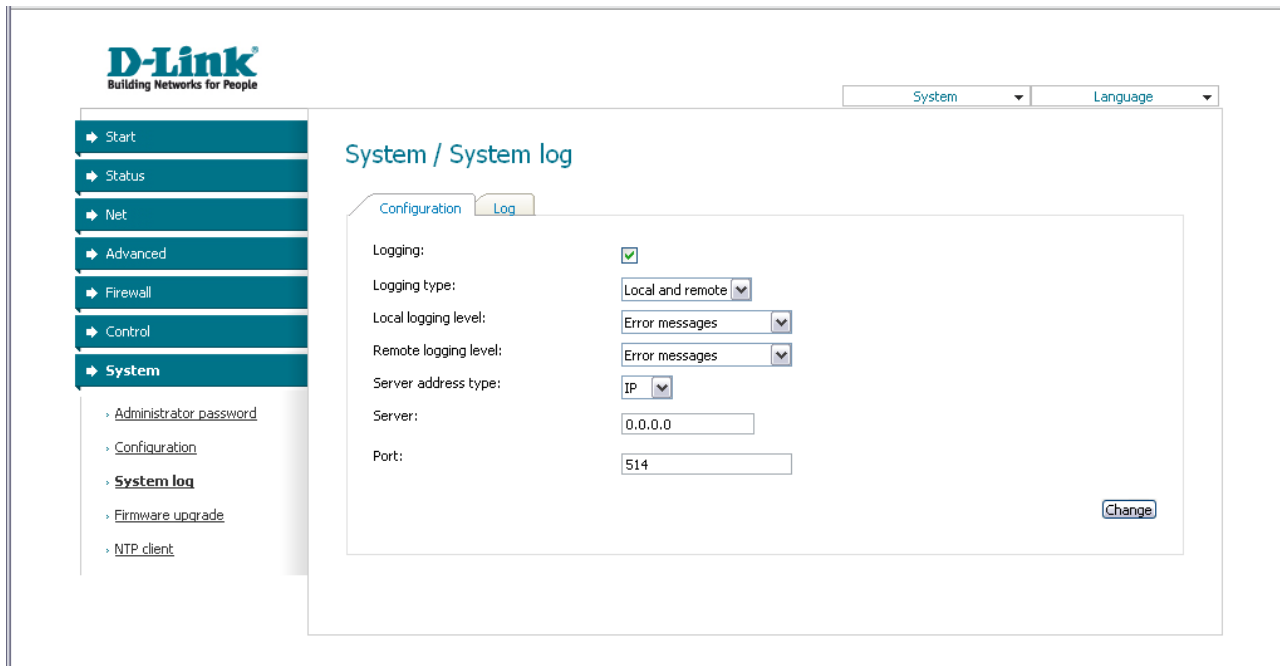 D-Link®
Building Networks for People
System
Language
Start
Status
Net
Advanced
Firewall
Control
System
Administrator password
Configuration
System log
Firmware upgrade
NTP client
System / System log
Configuration
Log
Logging:
Logging type:
Local and remote
Local logging level:
Error messages
Remote logging level:
Error messages
Server address type:
IP
Server:
0.0.0.0
Port:
514
Change